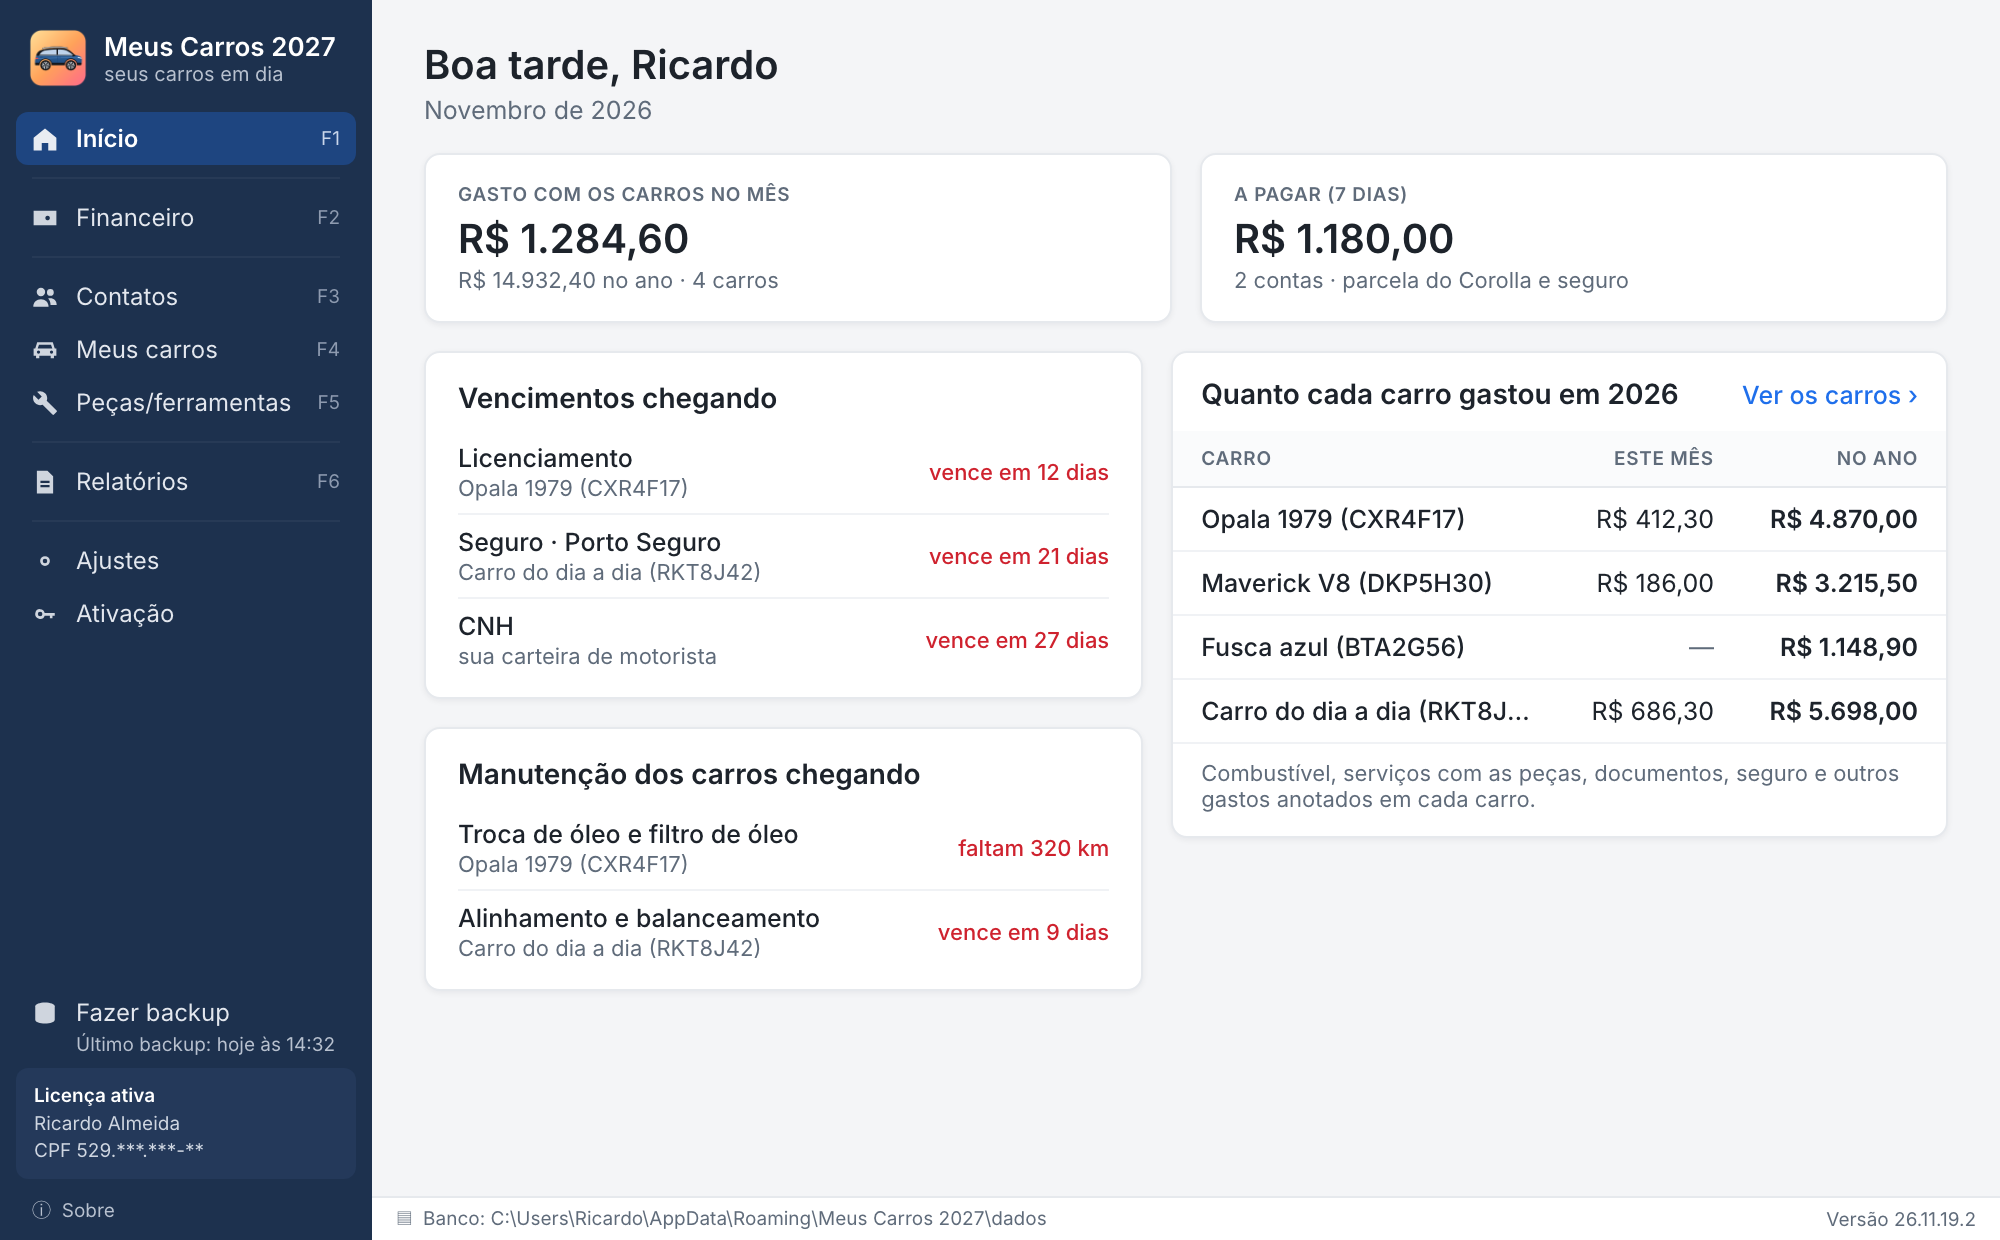 Meus Carros 2027
seus carros em dia
Início F1
Financeiro F2
Contatos F3
Meus carros F4
Peças/ferramentas F5
Relatórios F6
Ajustes
Ativação
Fazer backup
Último backup: hoje às 14:32
Licença ativa
Ricardo Almeida
CPF 529.***.***-**
Sobre
Boa tarde, Ricardo
Novembro de 2026
GASTO COM OS CARROS NO MÊS
R$ 1.284,60
R$ 14.932,40 no ano · 4 carros
A PAGAR (7 DIAS)
R$ 1.180,00
2 contas · parcela do Corolla e seguro
Vencimentos chegando
Licenciamento
Opala 1979 (CXR4F17)
vence em 12 dias
Seguro · Porto Seguro
Carro do dia a dia (RKT8J42)
vence em 21 dias
CNH
sua carteira de motorista
vence em 27 dias
Manutenção dos carros chegando
Troca de óleo e filtro de óleo
Opala 1979 (CXR4F17)
faltam 320 km
Alinhamento e balanceamento
Carro do dia a dia (RKT8J42)
vence em 9 dias
Quanto cada carro gastou em 2026 Ver os carros ›
CARRO ESTE MÊS NO ANO
Opala 1979 (CXR4F17) R$ 412,30 R$ 4.870,00
Maverick V8 (DKP5H30) R$ 186,00 R$ 3.215,50
Fusca azul (BTA2G56) — R$ 1.148,90
Carro do dia a dia (RKT8J... R$ 686,30 R$ 5.698,00
Combustível, serviços com as peças, documentos, seguro e outros
gastos anotados em cada carro.
Banco: C:\Users\Ricardo\AppData\Roaming\Meus Carros 2027\dados
Versão 26.11.19.2